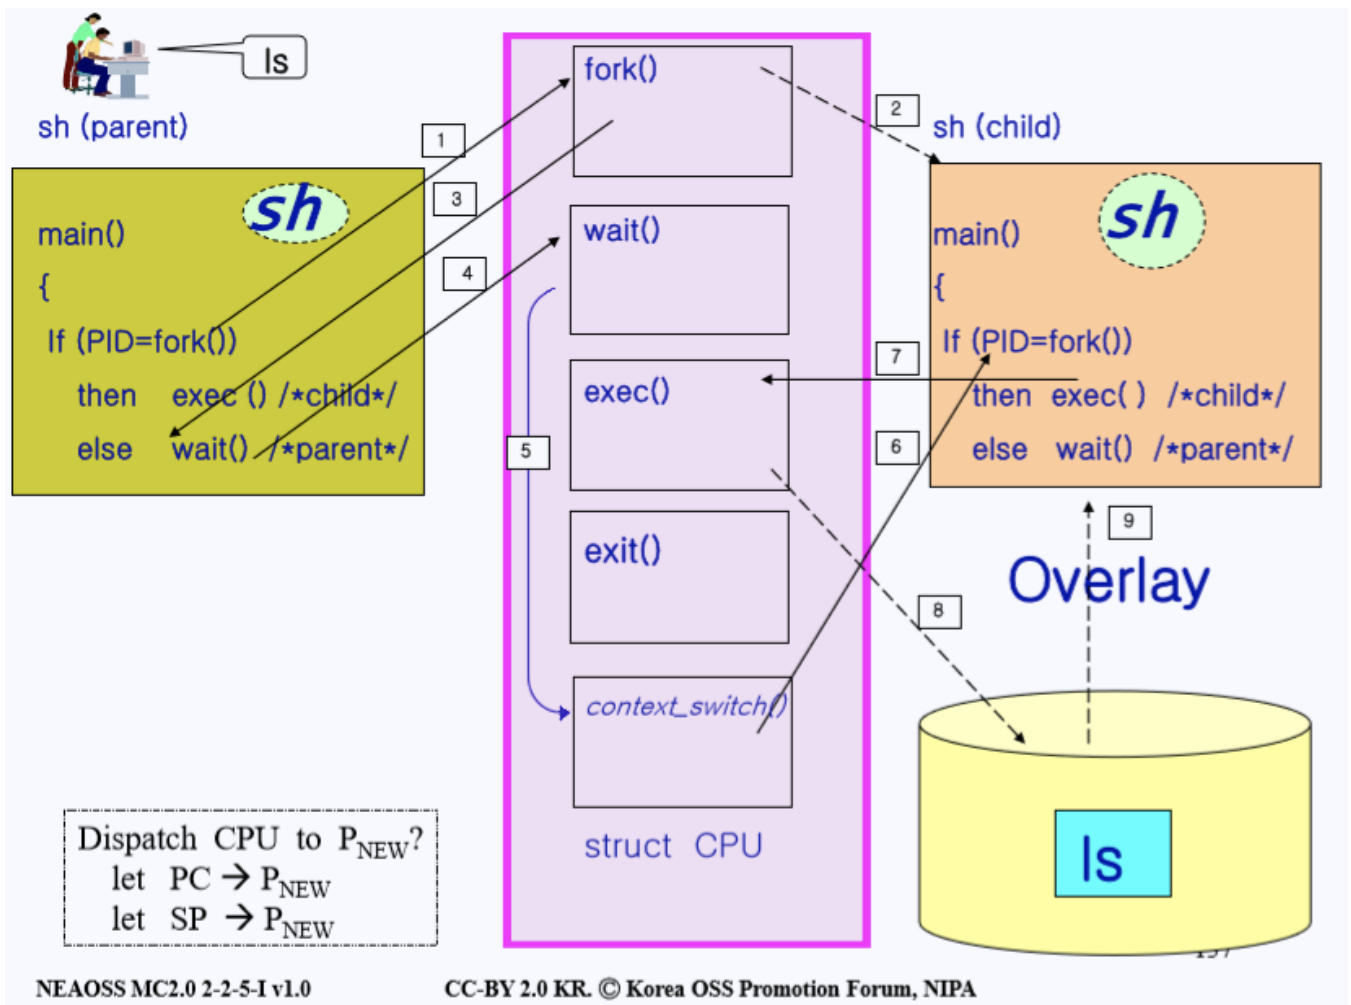 ls
sh (parent)
sh
main()
{
If (PID=fork())
then exec () /*child*/
else wait() /*parent*/
1
3
4
fork()
wait()
exec()
exit()
context_switch()
struct CPU
5
2
7
6
8
9
sh (child)
sh
main()
{
If (PID=fork())
then exec( ) /*child*/
else wait() /*parent*/
Overlay
ls
Dispatch CPU to PNEW?
let PC → PNEW
let SP → PNEW
NEAOSS MC2.0 2-2-5-I v1.0
CC-BY 2.0 KR. © Korea OSS Promotion Forum, NIPA